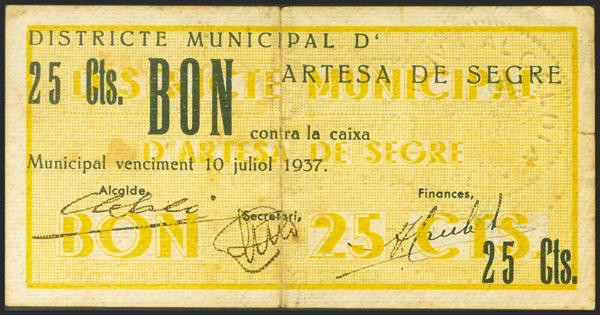 DISTRICTE MUNICIPAL D'
25 Cts. BON ARTESA DE SEGRE
DISTRICTE MUNICIPAL
contra la caixa
D'ARTESA DE SEGRE
Municipal venciment 10 juliol 1937.
Alcalde, Secretari, Finances,
BON 25 CTS.
25 Cts.